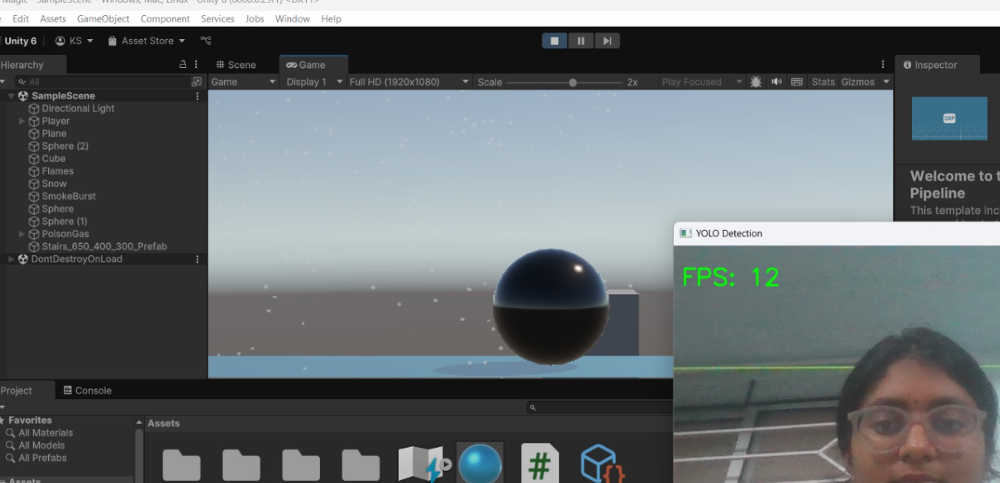 Magic - SampleScene - Windows, Mac, Linux - Unity 6
Edit Assets GameObject Component Services Jobs Window Help
Unity 6 KS Asset Store
Hierarchy Scene Game Inspector
All Game Display 1 Full HD (1920x1080) Scale 2x Play Focused Stats Gizmos
SampleScene
Directional Light
Player
Plane
Sphere (2)
Cube
Flames
Snow
SmokeBurst
Sphere
Sphere (1)
PoisonGas
Stairs_650_400_300_Prefab
DontDestroyOnLoad
SRP
Welcome to t
Pipeline
This template inc
YOLO Detection
FPS: 12
Project Console
Favorites
All Materials
All Models
All Prefabs
Assets
Assets
#